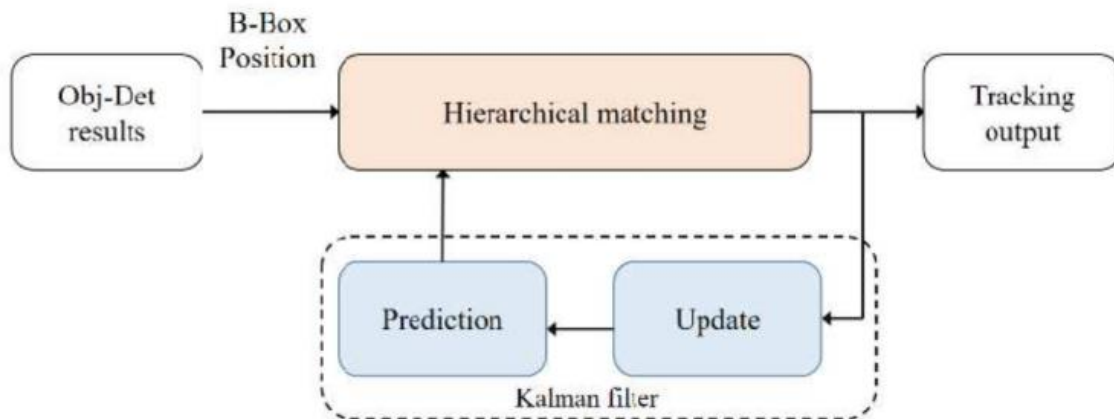 B-Box
Position
Obj-Det
results
Hierarchical matching
Tracking
output
Prediction
Update
Kalman filter